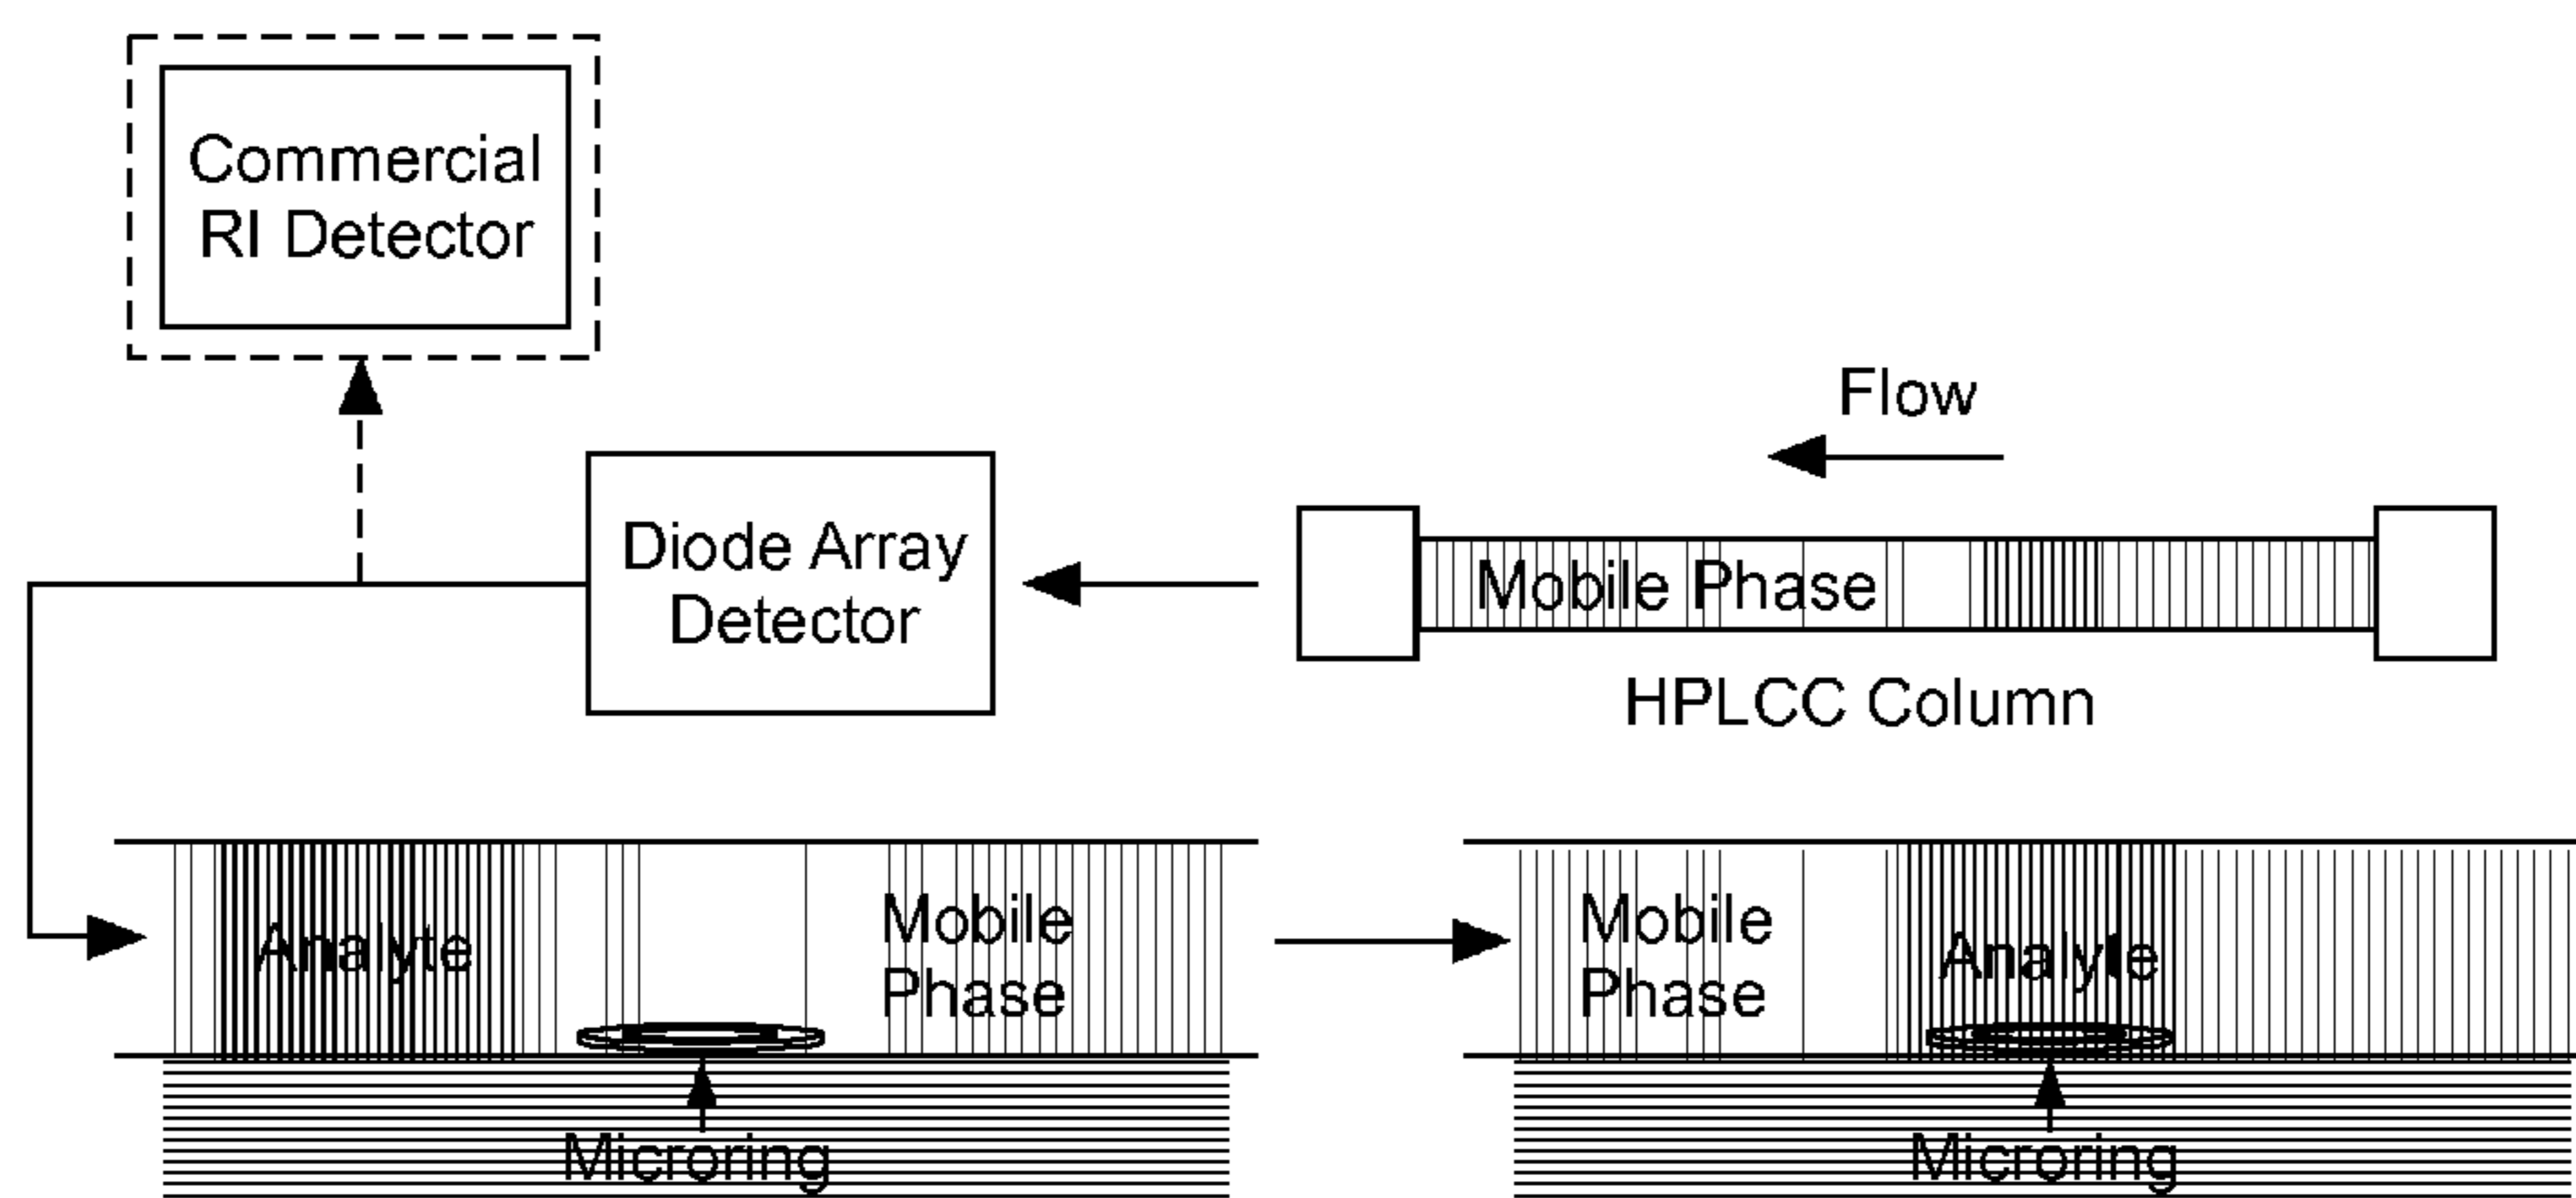 Commercial
RI Detector
Flow
Diode Array
Detector
Mobile Phase
HPLCC Column
Analyte
Mobile
Phase
Mobile
Phase
Analyte
Microring
Microring